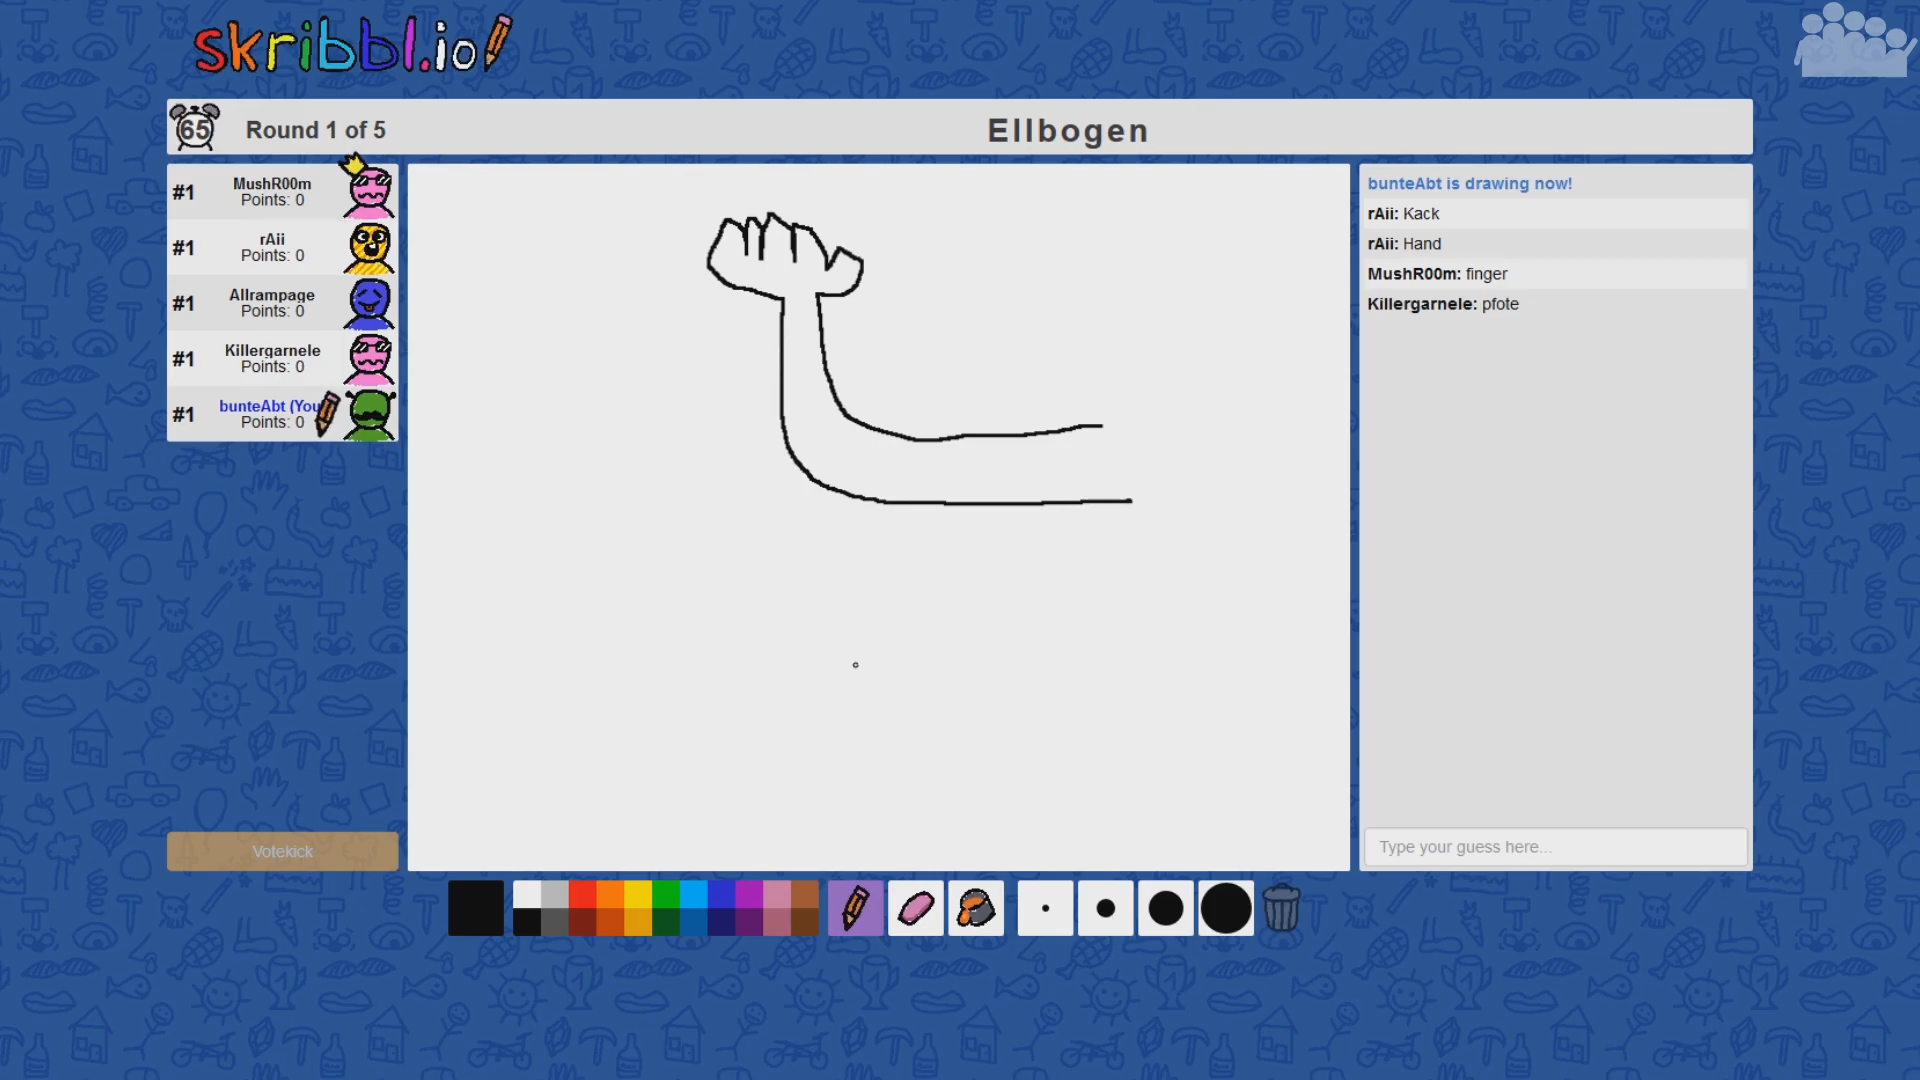 skribbl.io
65
Round 1 of 5
Ellbogen
#1
MushR00m
Points: 0
#1
rAii
Points: 0
#1
Allrampage
Points: 0
#1
Killergarnele
Points: 0
#1
bunteAbt (You
Points: 0
Votekick
bunteAbt is drawing now!
rAii: Kack
rAii: Hand
MushR00m: finger
Killergarnele: pfote
Type your guess here...